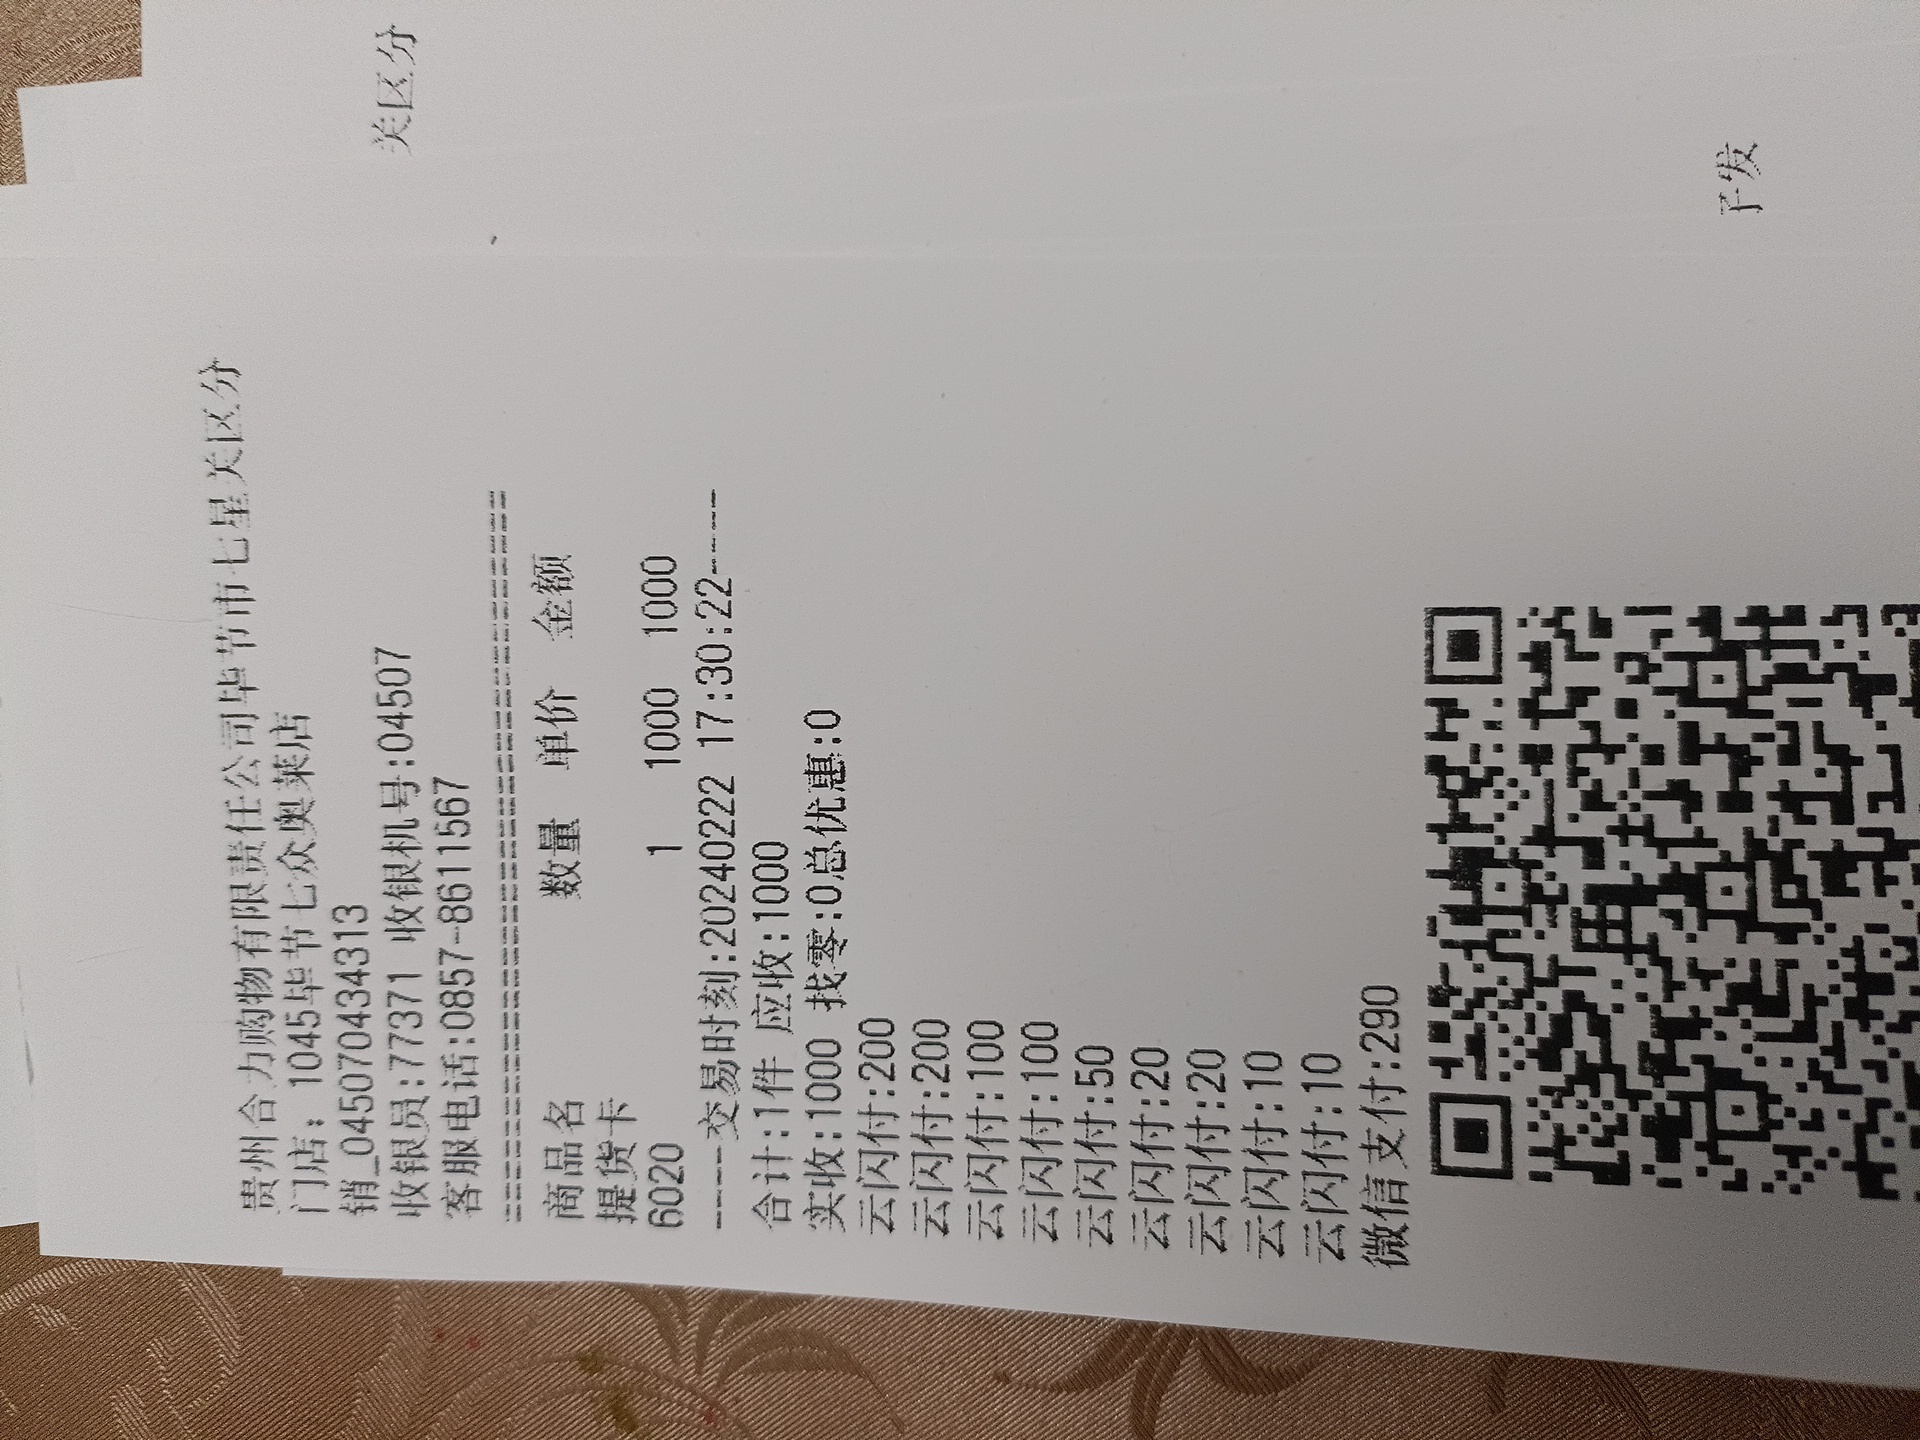 贵州合力购物有限责任公司毕节市七星关区分
门店：1045毕节七众奥莱店
销_045070434313
收银员:77371 收银机号:04507
客服电话:0857-8611567
========================================
商品名 数量 单价 金额
提货卡
6020 1 1000 1000
----交易时刻:20240222 17:30:22------
合计:1件 应收:1000
实收:1000 找零:0总优惠:0
云闪付:200
云闪付:200
云闪付:100
云闪付:100
云闪付:50
云闪付:20
云闪付:20
云闪付:10
云闪付:10
微信支付:290
关区分
子发